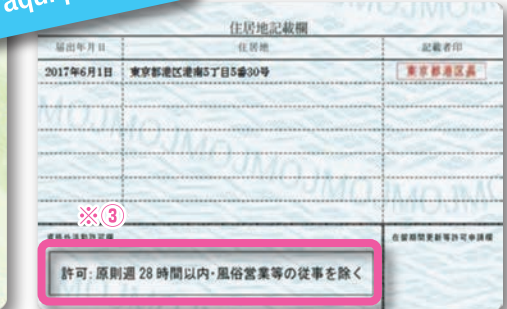 aqui p
住居地記載欄
届出年月日 住居地 記載者印
2017年6月1日 東京都港区港南5丁目5番30号 東京都港区長
MOJMOJ
MOJMOJMOJMOJ
※③
資格外活動許可欄 在留期間更新等許可申請欄
許可:原則週28時間以内・風俗営業等の従事を除く